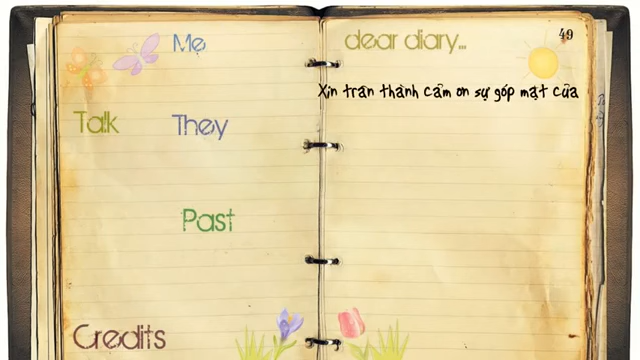 Me
Talk They
Past
Credits
dear diary...
49
Xin trân thành cảm ơn sự góp mặt của